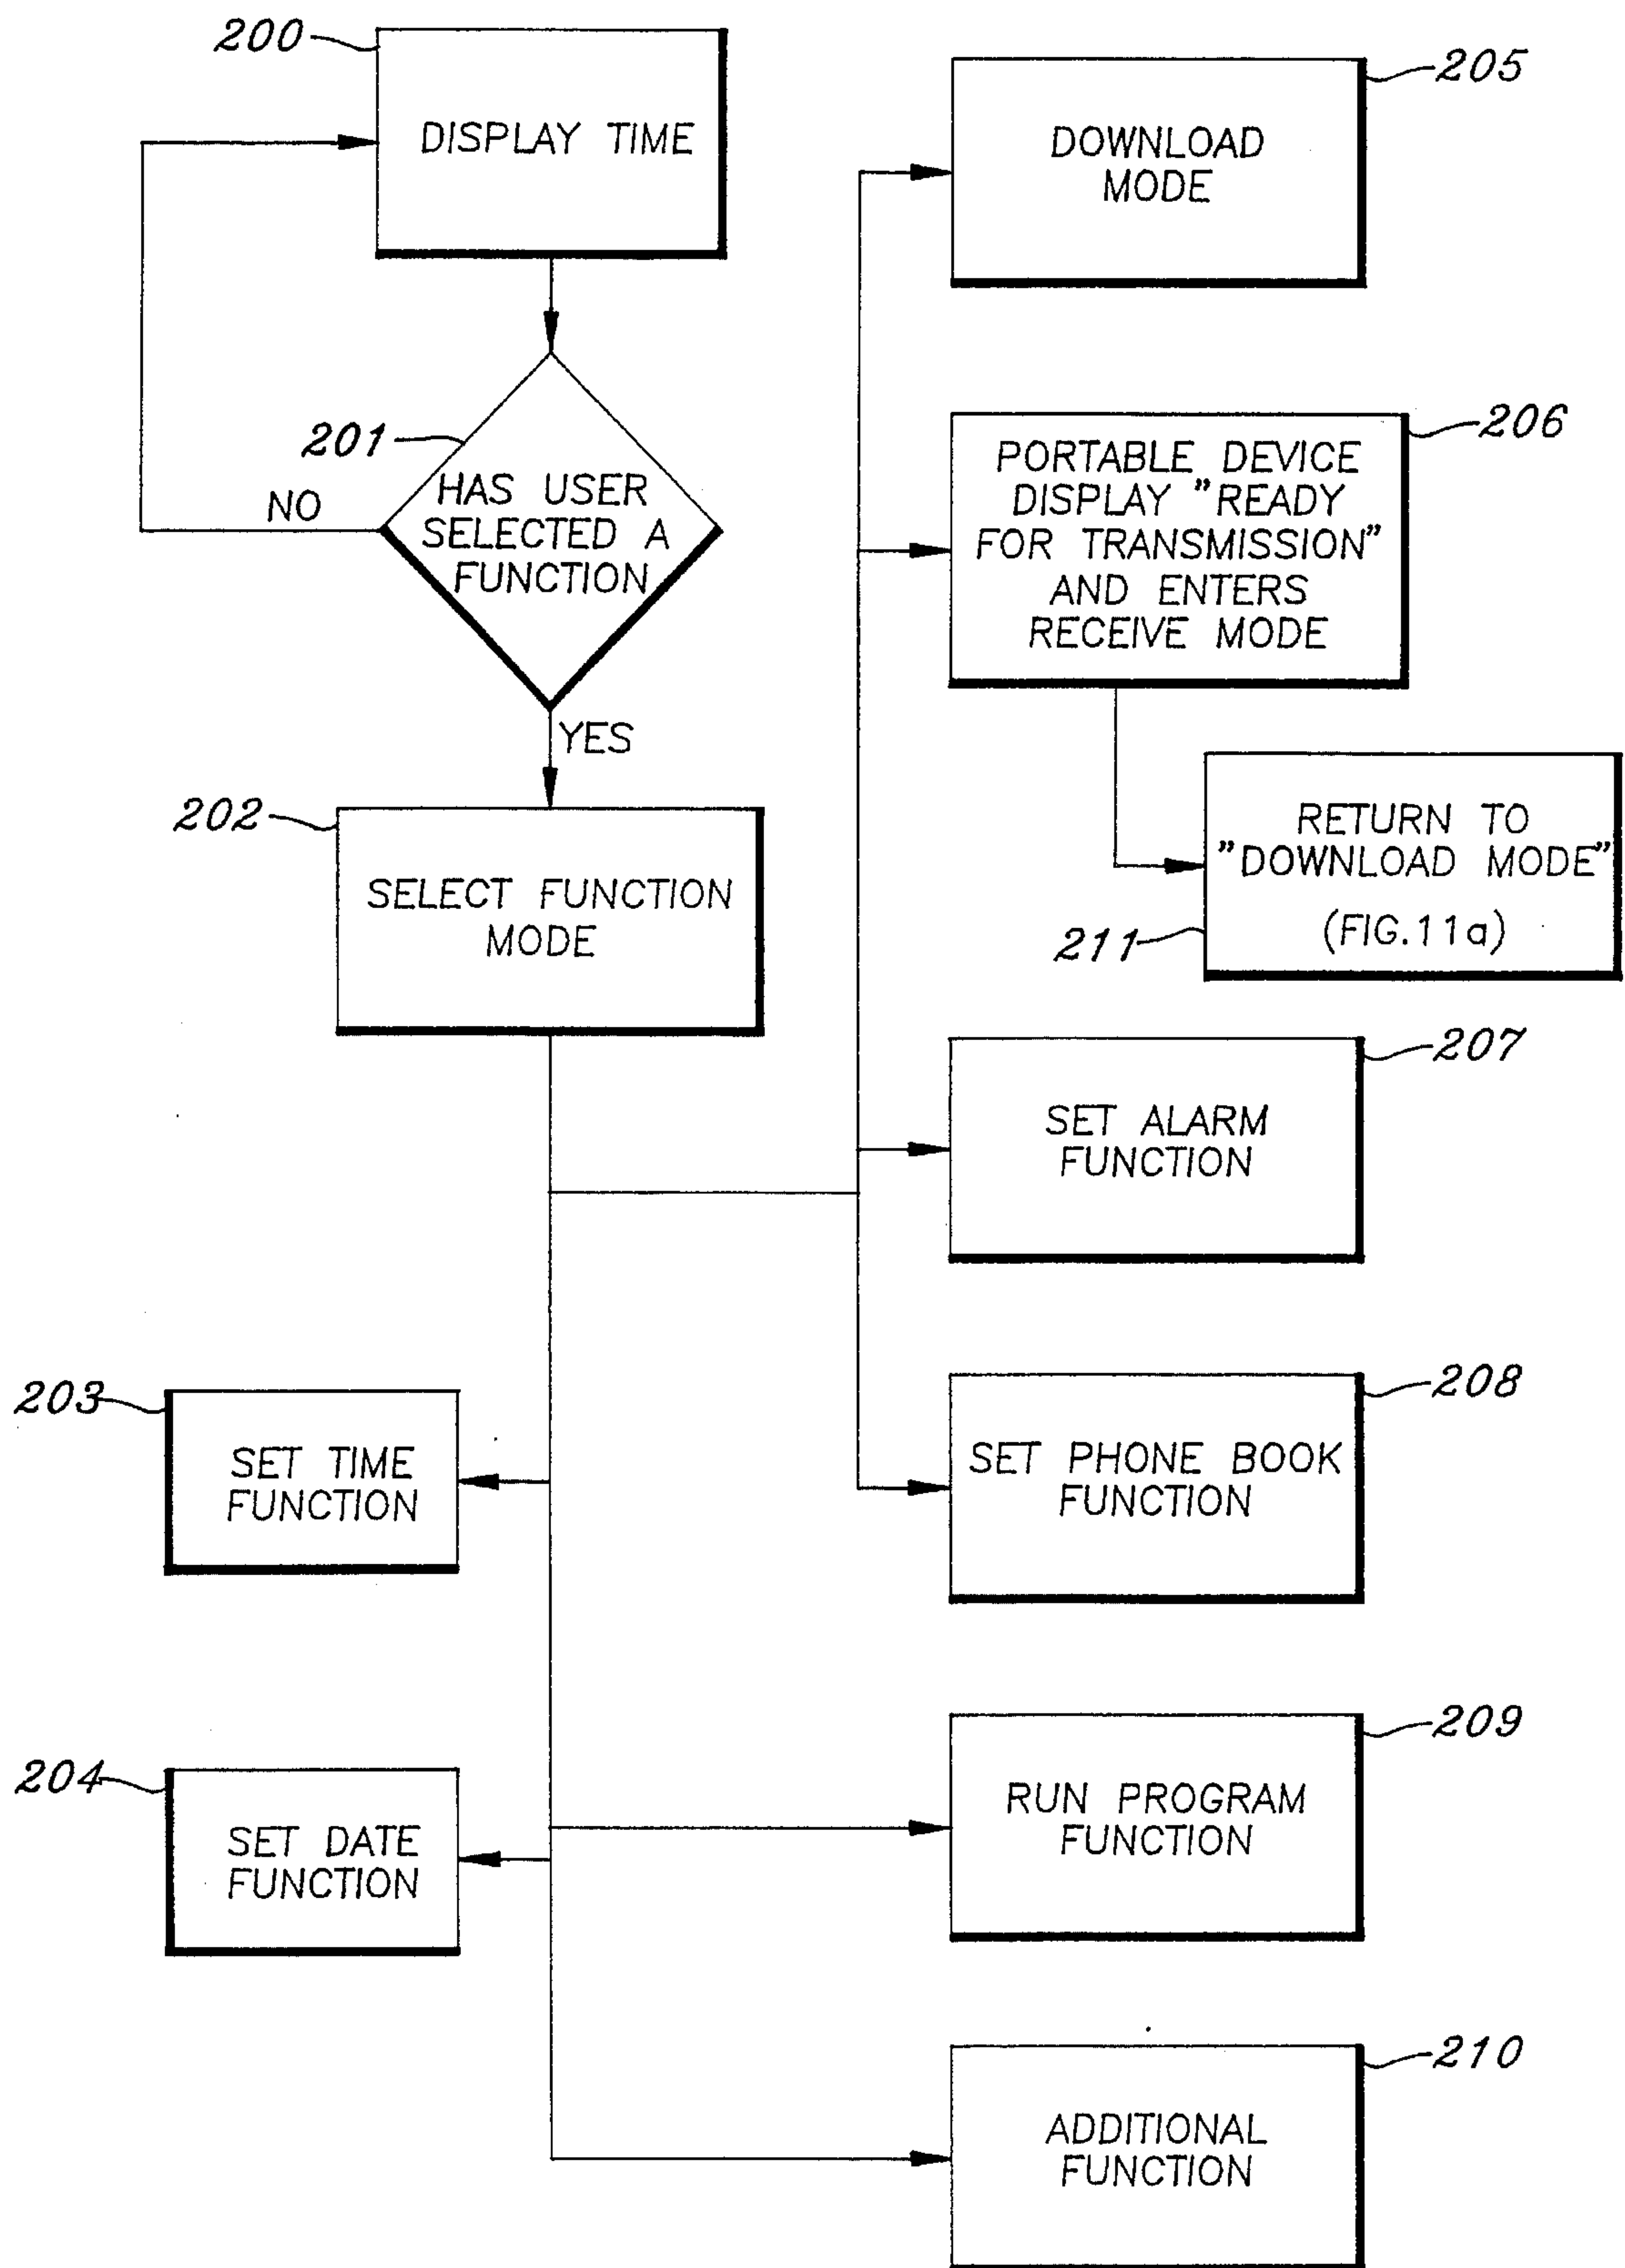 200
DISPLAY TIME
201
HAS USER
SELECTED A
FUNCTION
NO
YES
202
SELECT FUNCTION
MODE
203
SET TIME
FUNCTION
204
SET DATE
FUNCTION
205
DOWNLOAD
MODE
206
PORTABLE DEVICE
DISPLAY "READY
FOR TRANSMISSION"
AND ENTERS
RECEIVE MODE
RETURN TO
"DOWNLOAD MODE"
(FIG.11a)
211
207
SET ALARM
FUNCTION
208
SET PHONE BOOK
FUNCTION
209
RUN PROGRAM
FUNCTION
210
ADDITIONAL
FUNCTION